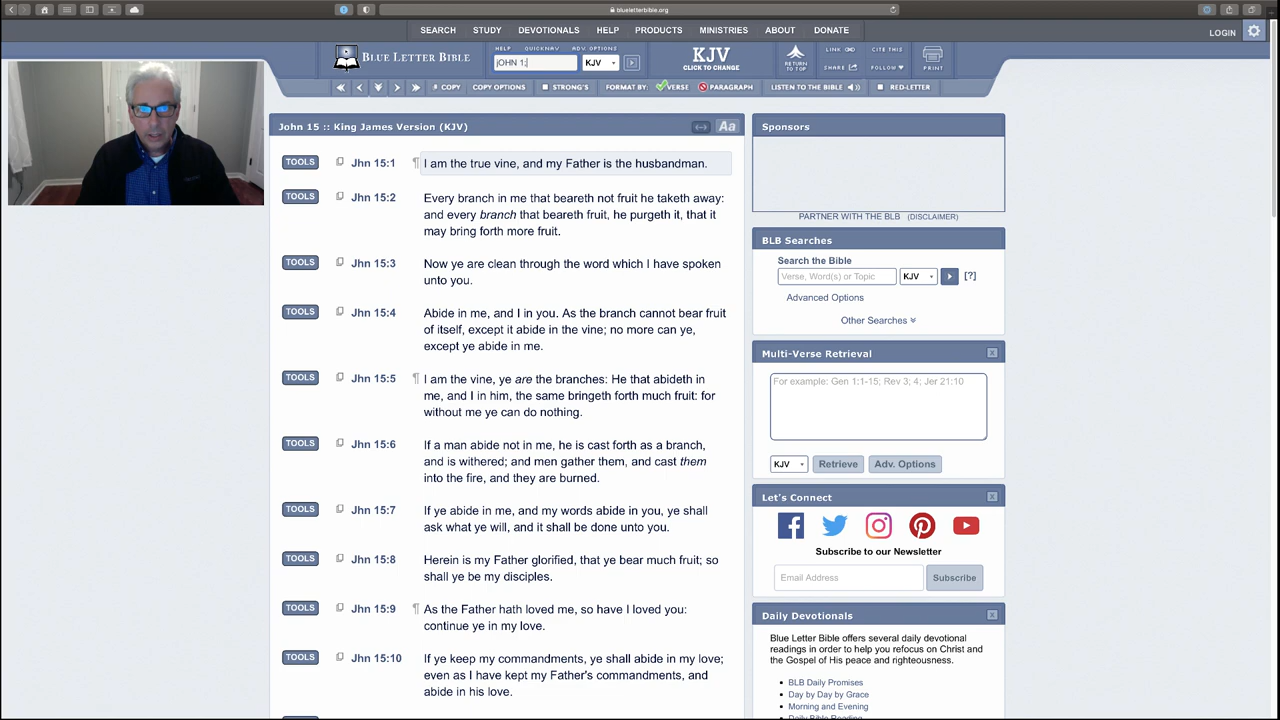 blueletterbible.org
SEARCH STUDY DEVOTIONALS HELP PRODUCTS MINISTRIES ABOUT DONATE
LOGIN
BLUE LETTER BIBLE
HELP QUICKNAV ADV. OPTIONS
jOHN 1; KJV
KJV
CLICK TO CHANGE
RETURN
TO TOP
LINK CITE THIS
SHARE FOLLOW
PRINT
COPY COPY OPTIONS STRONG'S FORMAT BY: VERSE PARAGRAPH LISTEN TO THE BIBLE RED-LETTER
John 15 :: King James Version (KJV) Aa
TOOLS Jhn 15:1 ¶ I am the true vine, and my Father is the husbandman.
TOOLS Jhn 15:2 Every branch in me that beareth not fruit he taketh away:
and every branch that beareth fruit, he purgeth it, that it
may bring forth more fruit.
TOOLS Jhn 15:3 Now ye are clean through the word which I have spoken
unto you.
TOOLS Jhn 15:4 Abide in me, and I in you. As the branch cannot bear fruit
of itself, except it abide in the vine; no more can ye,
except ye abide in me.
TOOLS Jhn 15:5 ¶ I am the vine, ye are the branches: He that abideth in
me, and I in him, the same bringeth forth much fruit: for
without me ye can do nothing.
TOOLS Jhn 15:6 If a man abide not in me, he is cast forth as a branch,
and is withered; and men gather them, and cast them
into the fire, and they are burned.
TOOLS Jhn 15:7 If ye abide in me, and my words abide in you, ye shall
ask what ye will, and it shall be done unto you.
TOOLS Jhn 15:8 Herein is my Father glorified, that ye bear much fruit; so
shall ye be my disciples.
TOOLS Jhn 15:9 ¶ As the Father hath loved me, so have I loved you:
continue ye in my love.
TOOLS Jhn 15:10 If ye keep my commandments, ye shall abide in my love;
even as I have kept my Father's commandments, and
abide in his love.
Sponsors
PARTNER WITH THE BLB (DISCLAIMER)
BLB Searches
Search the Bible
Verse, Word(s) or Topic KJV [?]
Advanced Options
Other Searches
Multi-Verse Retrieval
For example: Gen 1:1-15; Rev 3; 4; Jer 21:10
KJV Retrieve Adv. Options
Let's Connect
Subscribe to our Newsletter
Email Address Subscribe
Daily Devotionals
Blue Letter Bible offers several daily devotional
readings in order to help you refocus on Christ and
the Gospel of His peace and righteousness.
BLB Daily Promises
Day by Day by Grace
Morning and Evening
Daily Bible Reading